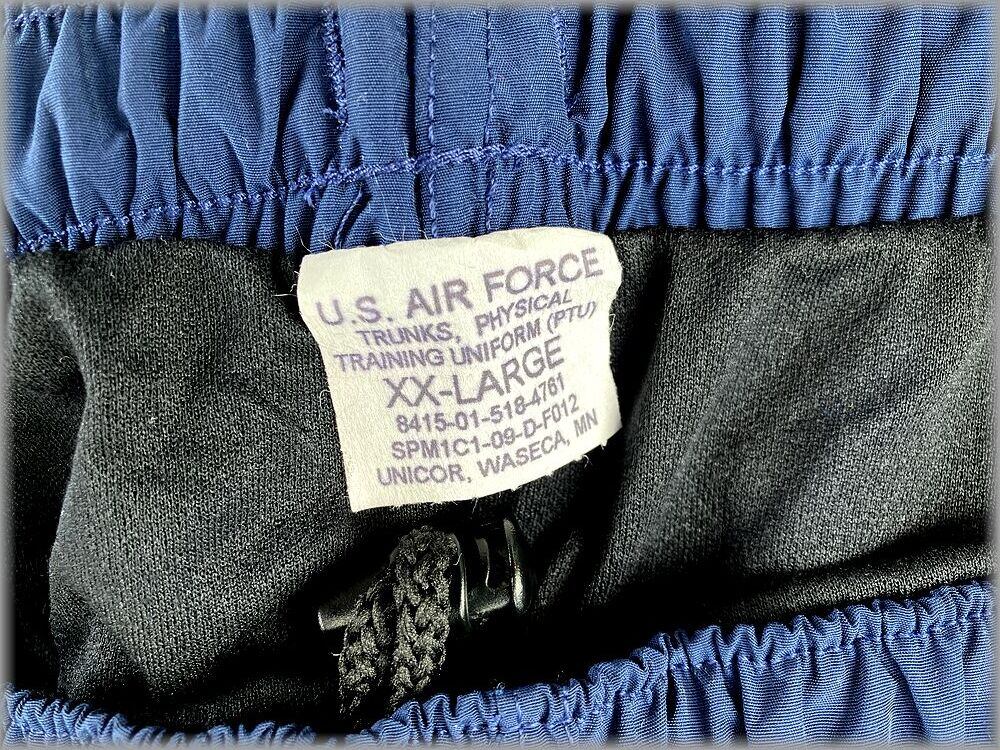 U.S. AIR FORCE
TRUNKS, PHYSICAL
TRAINING UNIFORM (PTU)
XX-LARGE
8415-01-518-4761
SPM1C1-09-D-F012
UNICOR, WASECA, MN